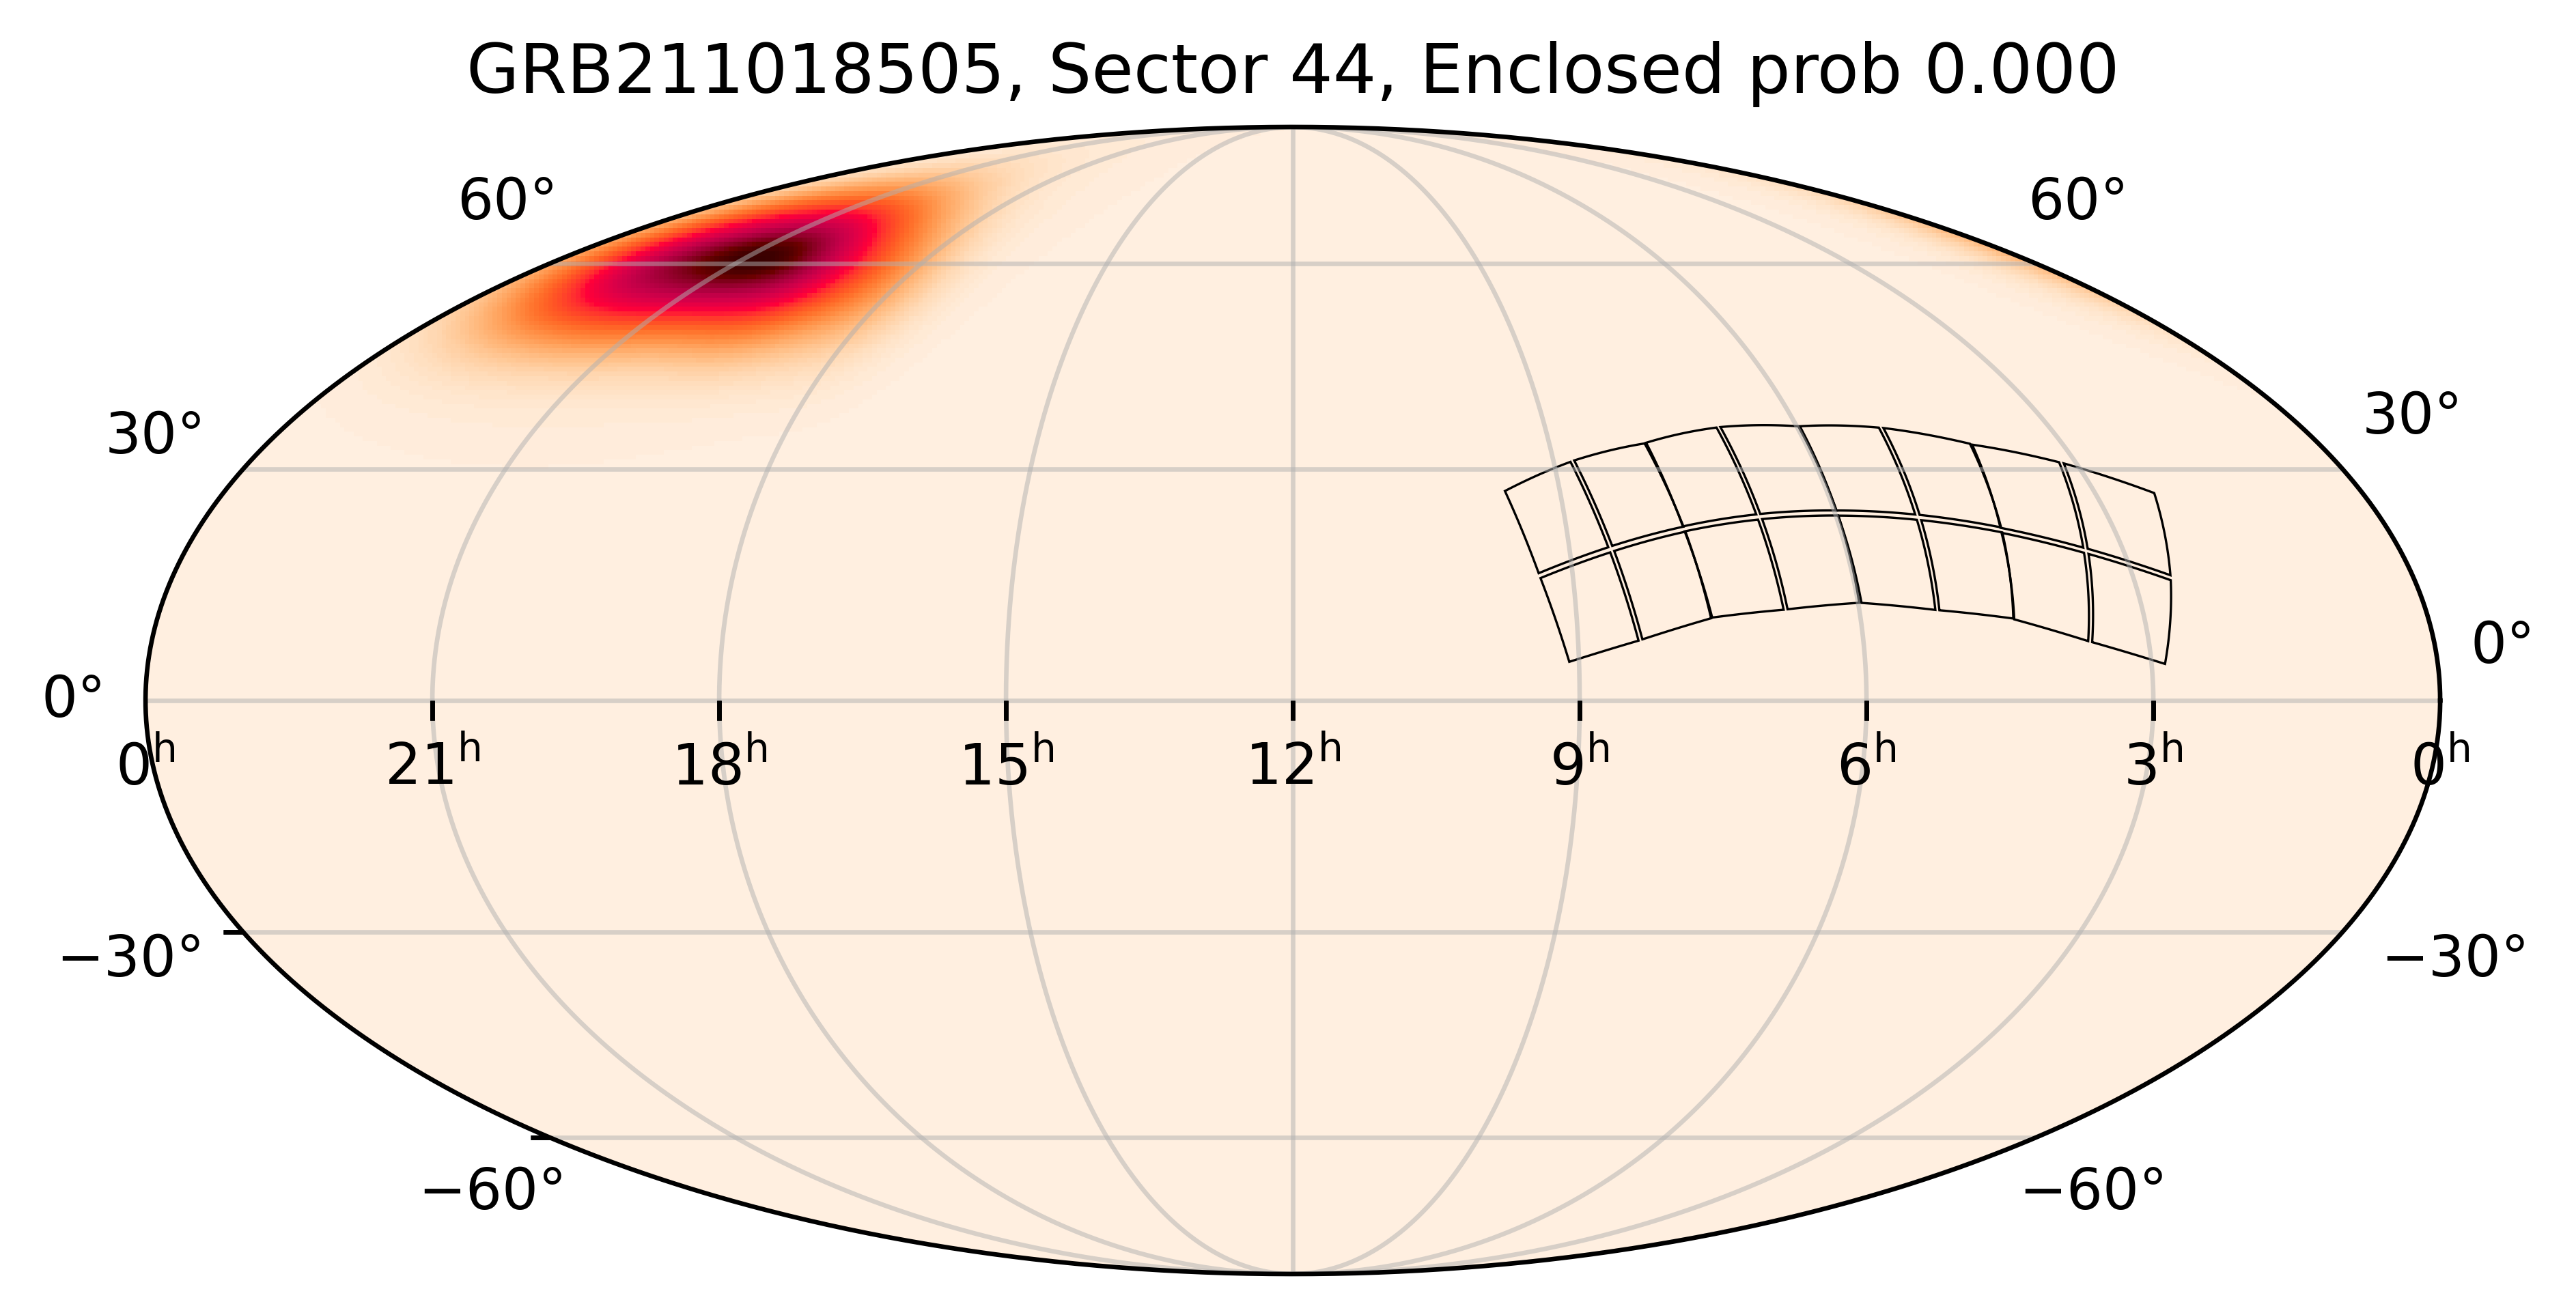 GRB211018505, Sector 44, Enclosed prob 0.000
60° 60°
30° 30°
0° 0°
0ʰ 21ʰ 18ʰ 15ʰ 12ʰ 9ʰ 6ʰ 3ʰ 0ʰ
−30° −30°
−60° −60°